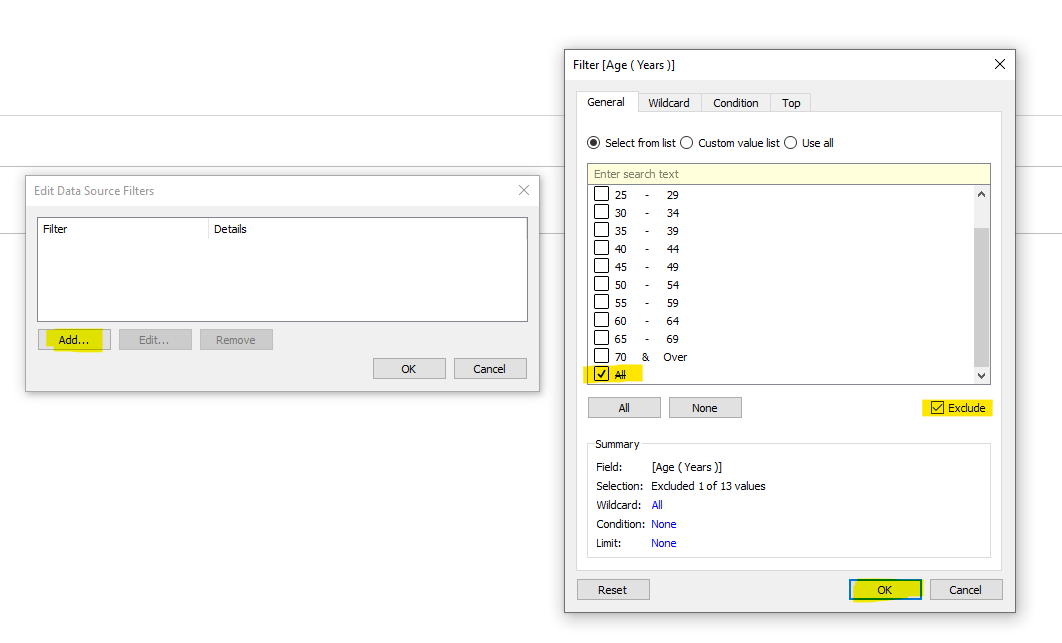 Edit Data Source Filters
Filter Details
Add... Edit... Remove
OK Cancel
Filter [Age ( Years )]
General Wildcard Condition Top
Select from list Custom value list Use all
Enter search text
25 - 29
30 - 34
35 - 39
40 - 44
45 - 49
50 - 54
55 - 59
60 - 64
65 - 69
70 & Over
All
All None Exclude
Summary
Field: [Age ( Years )]
Selection: Excluded 1 of 13 values
Wildcard: All
Condition: None
Limit: None
Reset OK Cancel